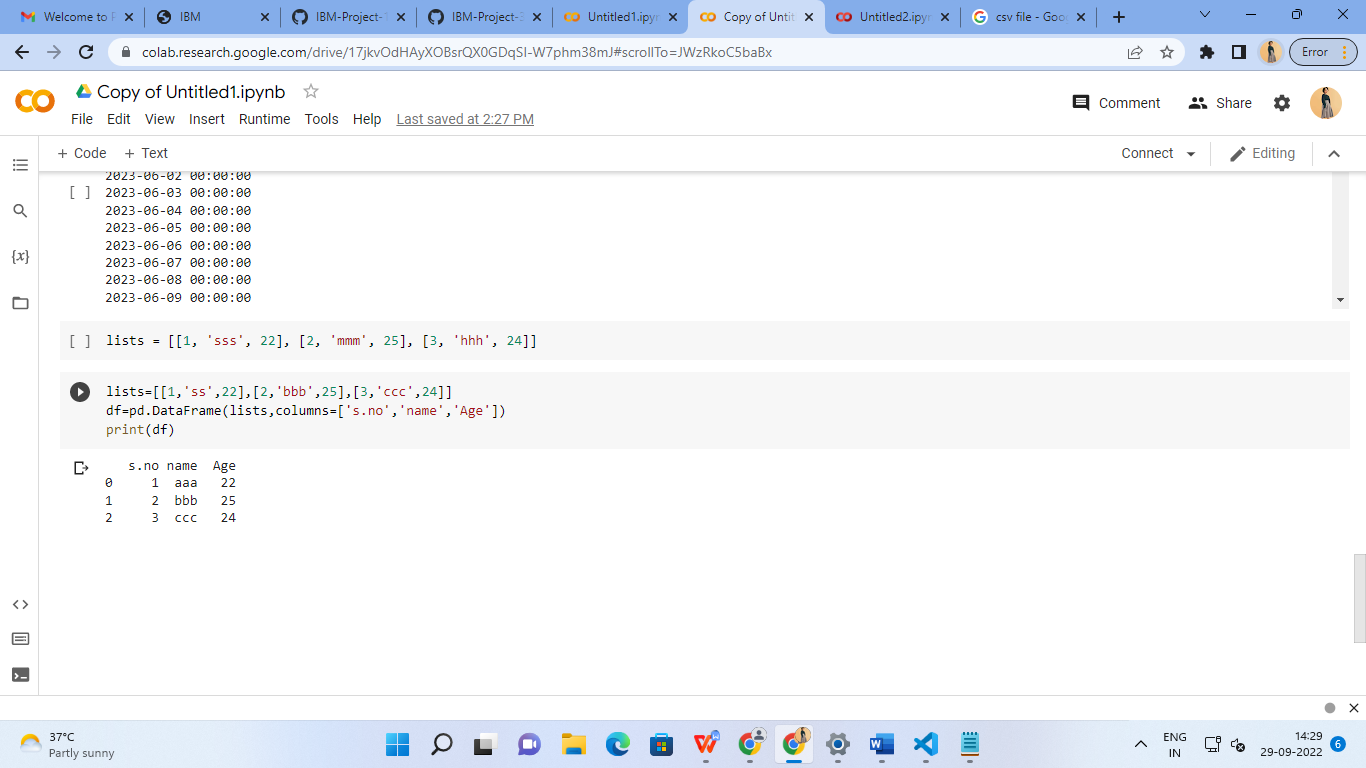 Welcome to P
IBM
IBM-Project-1
IBM-Project-3
Untitled1.ipyn
Copy of Untit
Untitled2.ipyn
csv file - Goo
colab.research.google.com/drive/17jkvOdHAyXOBsrQX0GDqSI-W7phm38mJ#scrollTo=JWzRkoC5baBx
Error
Copy of Untitled1.ipynb
Comment
Share
File Edit View Insert Runtime Tools Help Last saved at 2:27 PM
+ Code + Text
Connect
Editing
2023-06-02 00:00:00
[ ] 2023-06-03 00:00:00
2023-06-04 00:00:00
2023-06-05 00:00:00
2023-06-06 00:00:00
2023-06-07 00:00:00
2023-06-08 00:00:00
2023-06-09 00:00:00
{x}
[ ] lists = [[1, 'sss', 22], [2, 'mmm', 25], [3, 'hhh', 24]]
lists=[[1,'ss',22],[2,'bbb',25],[3,'ccc',24]]
df=pd.DataFrame(lists,columns=['s.no','name','Age'])
print(df)
s.no name Age
0 1 aaa 22
1 2 bbb 25
2 3 ccc 24
37°C
Partly sunny
ENG
IN
14:29
29-09-2022
6